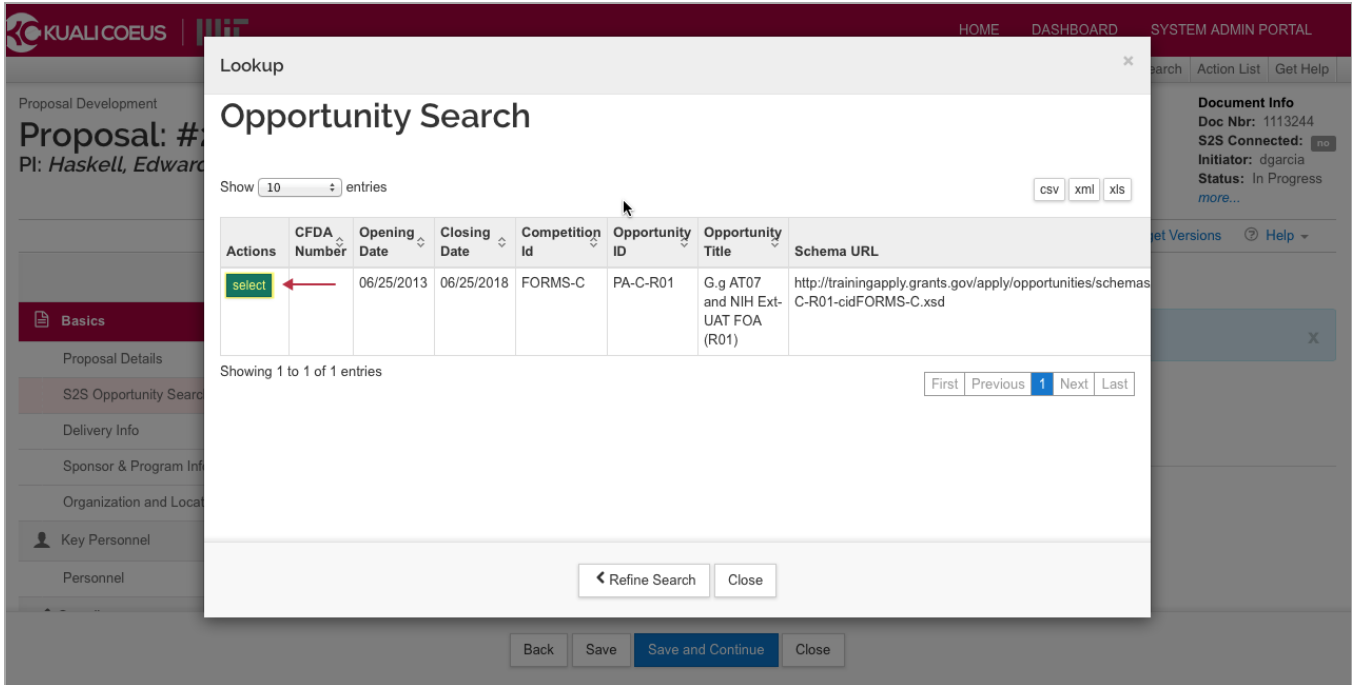 KUALI COEUS
HOME DASHBOARD SYSTEM ADMIN PORTAL
Action List Get Help
Proposal Development
Proposal:
PI: Haskell,
Document Info
Doc Nbr: 1113244
S2S Connected: no
Initiator: dgarcia
Status: In Progress
more...
Versions Help
Basics
Proposal Details
S2S Opportunity
Delivery Info
Sponsor & Program
Organization and
Key Personnel
Personnel
X
Lookup ×
Opportunity Search
Show 10 entries
csv xml xls
Actions CFDA Number Opening Date Closing Date Competition Id Opportunity ID Opportunity Title Schema URL
select 06/25/2013 06/25/2018 FORMS-C PA-C-R01 G.g AT07 http://trainingapply.grants.gov/apply/opportunities/schemas
and NIH Ext- C-R01-cidFORMS-C.xsd
UAT FOA
(R01)
Showing 1 to 1 of 1 entries
First Previous 1 Next Last
Refine Search Close
Back Save Save and Continue Close